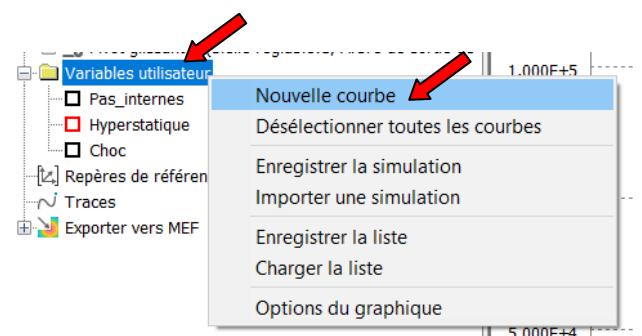 Variables utilisateur
1.000E+5
Pas_internes
Nouvelle courbe
Hyperstatique
Désélectionner toutes les courbes
Choc
Enregistrer la simulation
Repères de référen
Importer une simulation
Traces
Exporter vers MEF
Enregistrer la liste
Charger la liste
Options du graphique
5.000E+4